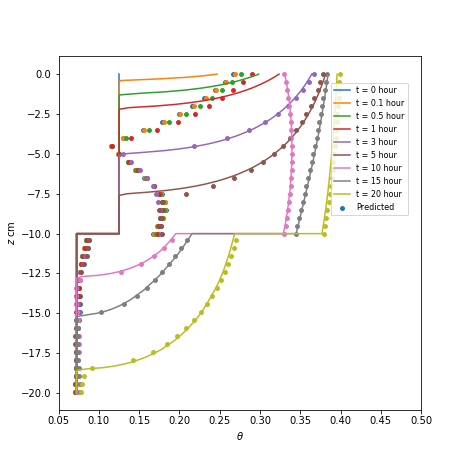 0.0
−2.5
−5.0
−7.5
−10.0
−12.5
−15.0
−17.5
−20.0
z cm
t = 0 hour
t = 0.1 hour
t = 0.5 hour
t = 1 hour
t = 3 hour
t = 5 hour
t = 10 hour
t = 15 hour
t = 20 hour
Predicted
0.05 0.10 0.15 0.20 0.25 0.30 0.35 0.40 0.45 0.50
θ